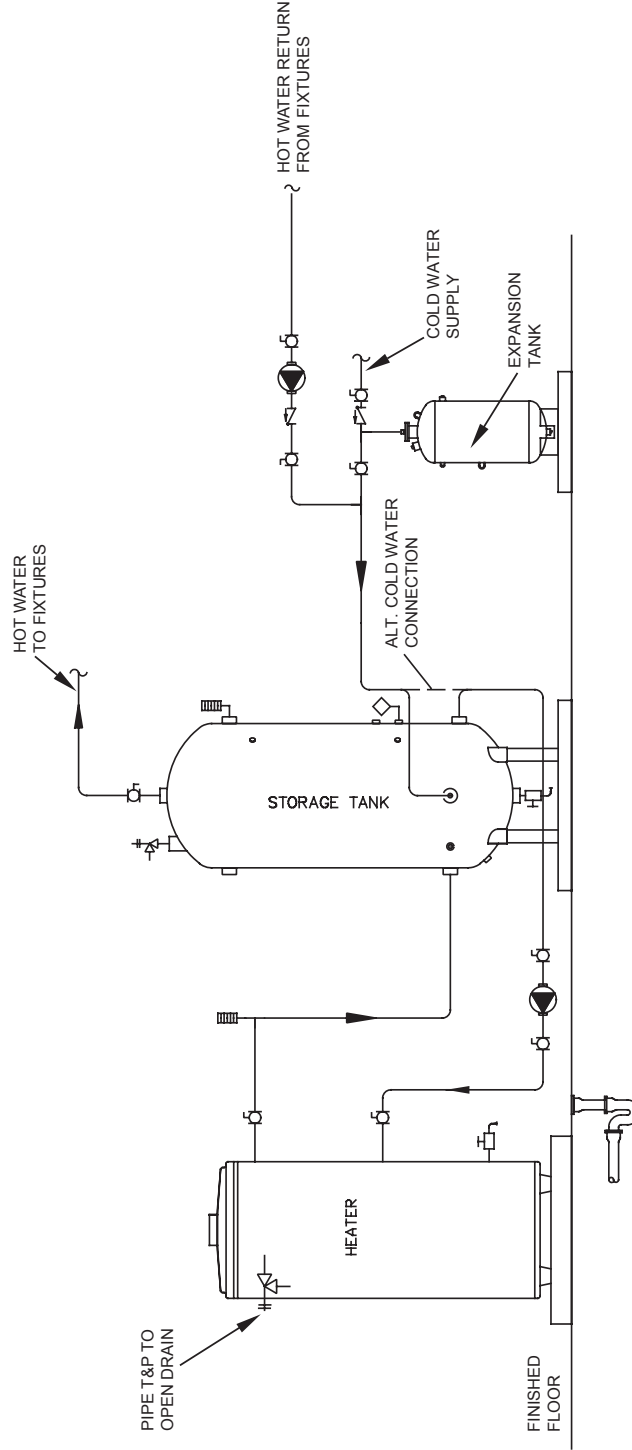 HOT WATER RETURN
FROM FIXTURES
COLD WATER
SUPPLY
EXPANSION
TANK
HOT WATER
TO FIXTURES
ALT. COLD WATER
CONNECTION
STORAGE TANK
HEATER
PIPE T&P TO
OPEN DRAIN
FINISHED
FLOOR